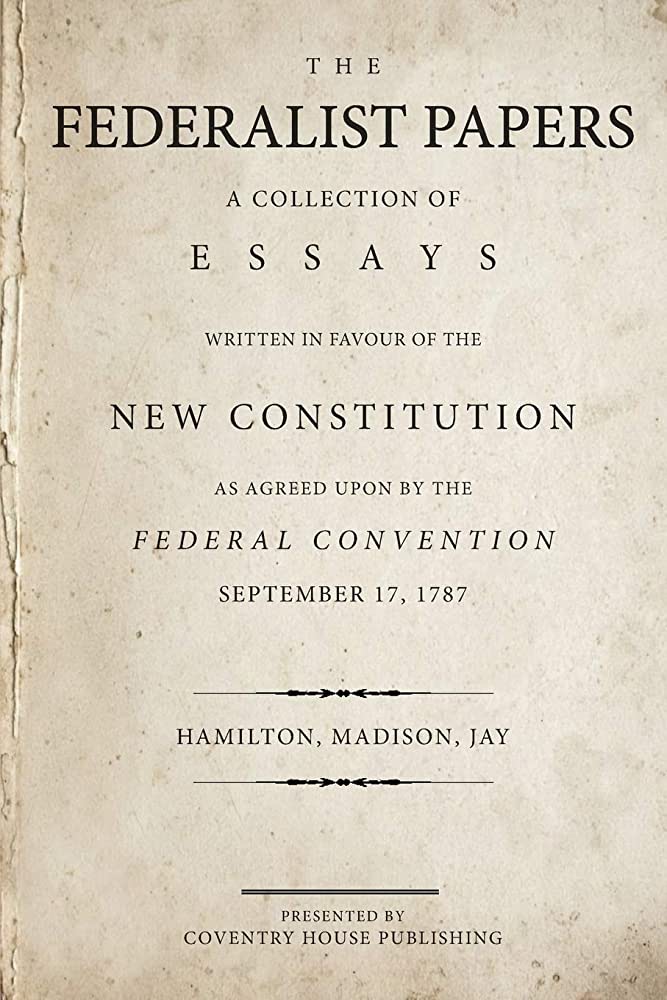 THE
FEDERALIST PAPERS
A COLLECTION OF
ESSAYS
WRITTEN IN FAVOUR OF THE
NEW CONSTITUTION
AS AGREED UPON BY THE
FEDERAL CONVENTION
SEPTEMBER 17, 1787
HAMILTON, MADISON, JAY
PRESENTED BY
COVENTRY HOUSE PUBLISHING